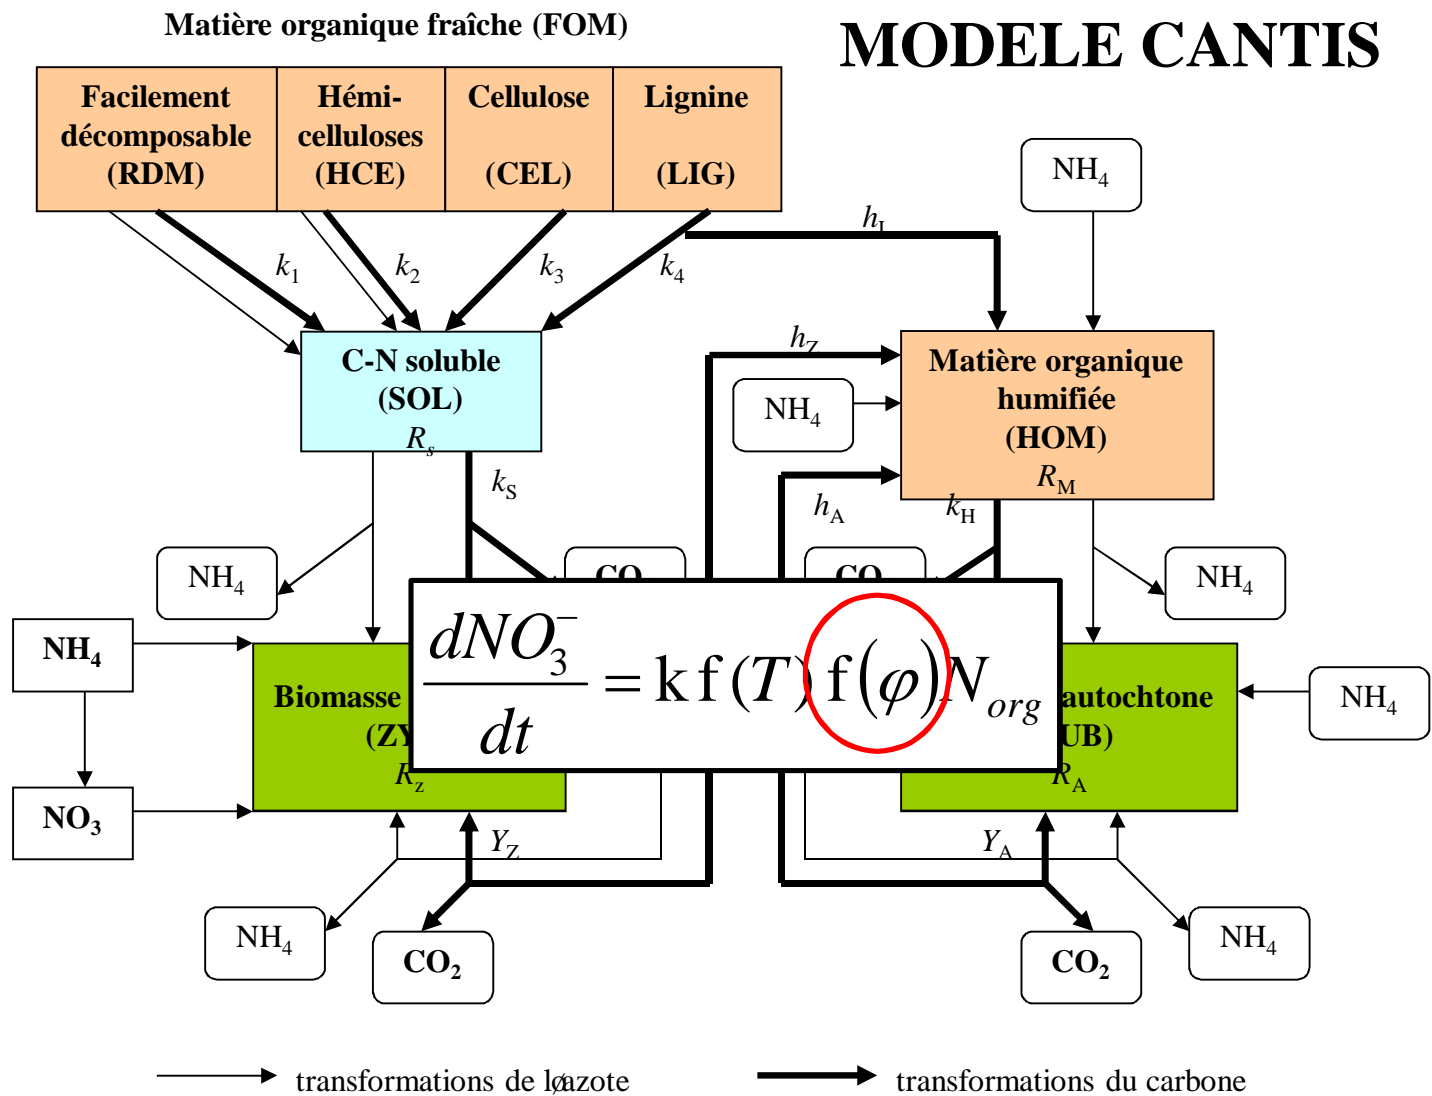 Matière organique fraîche (FOM)
MODELE CANTIS
Facilement
décomposable
(RDM)
Hémi-
celluloses
(HCE)
Cellulose
(CEL)
Lignine
(LIG)
NH4
hL
k1
k2
k3
k4
C-N soluble
(SOL)
Rs
hZ
NH4
Matière organique
humifiée
(HOM)
RM
kS
hA
kH
NH4
CO
CO
NH4
dNO3−/dt = k f(T) f(φ)Norg
NH4
NO3
Biomasse
(ZY
Rz
autochtone
UB)
RA
NH4
YZ
YA
NH4
CO2
CO2
NH4
transformations de løazote
transformations du carbone